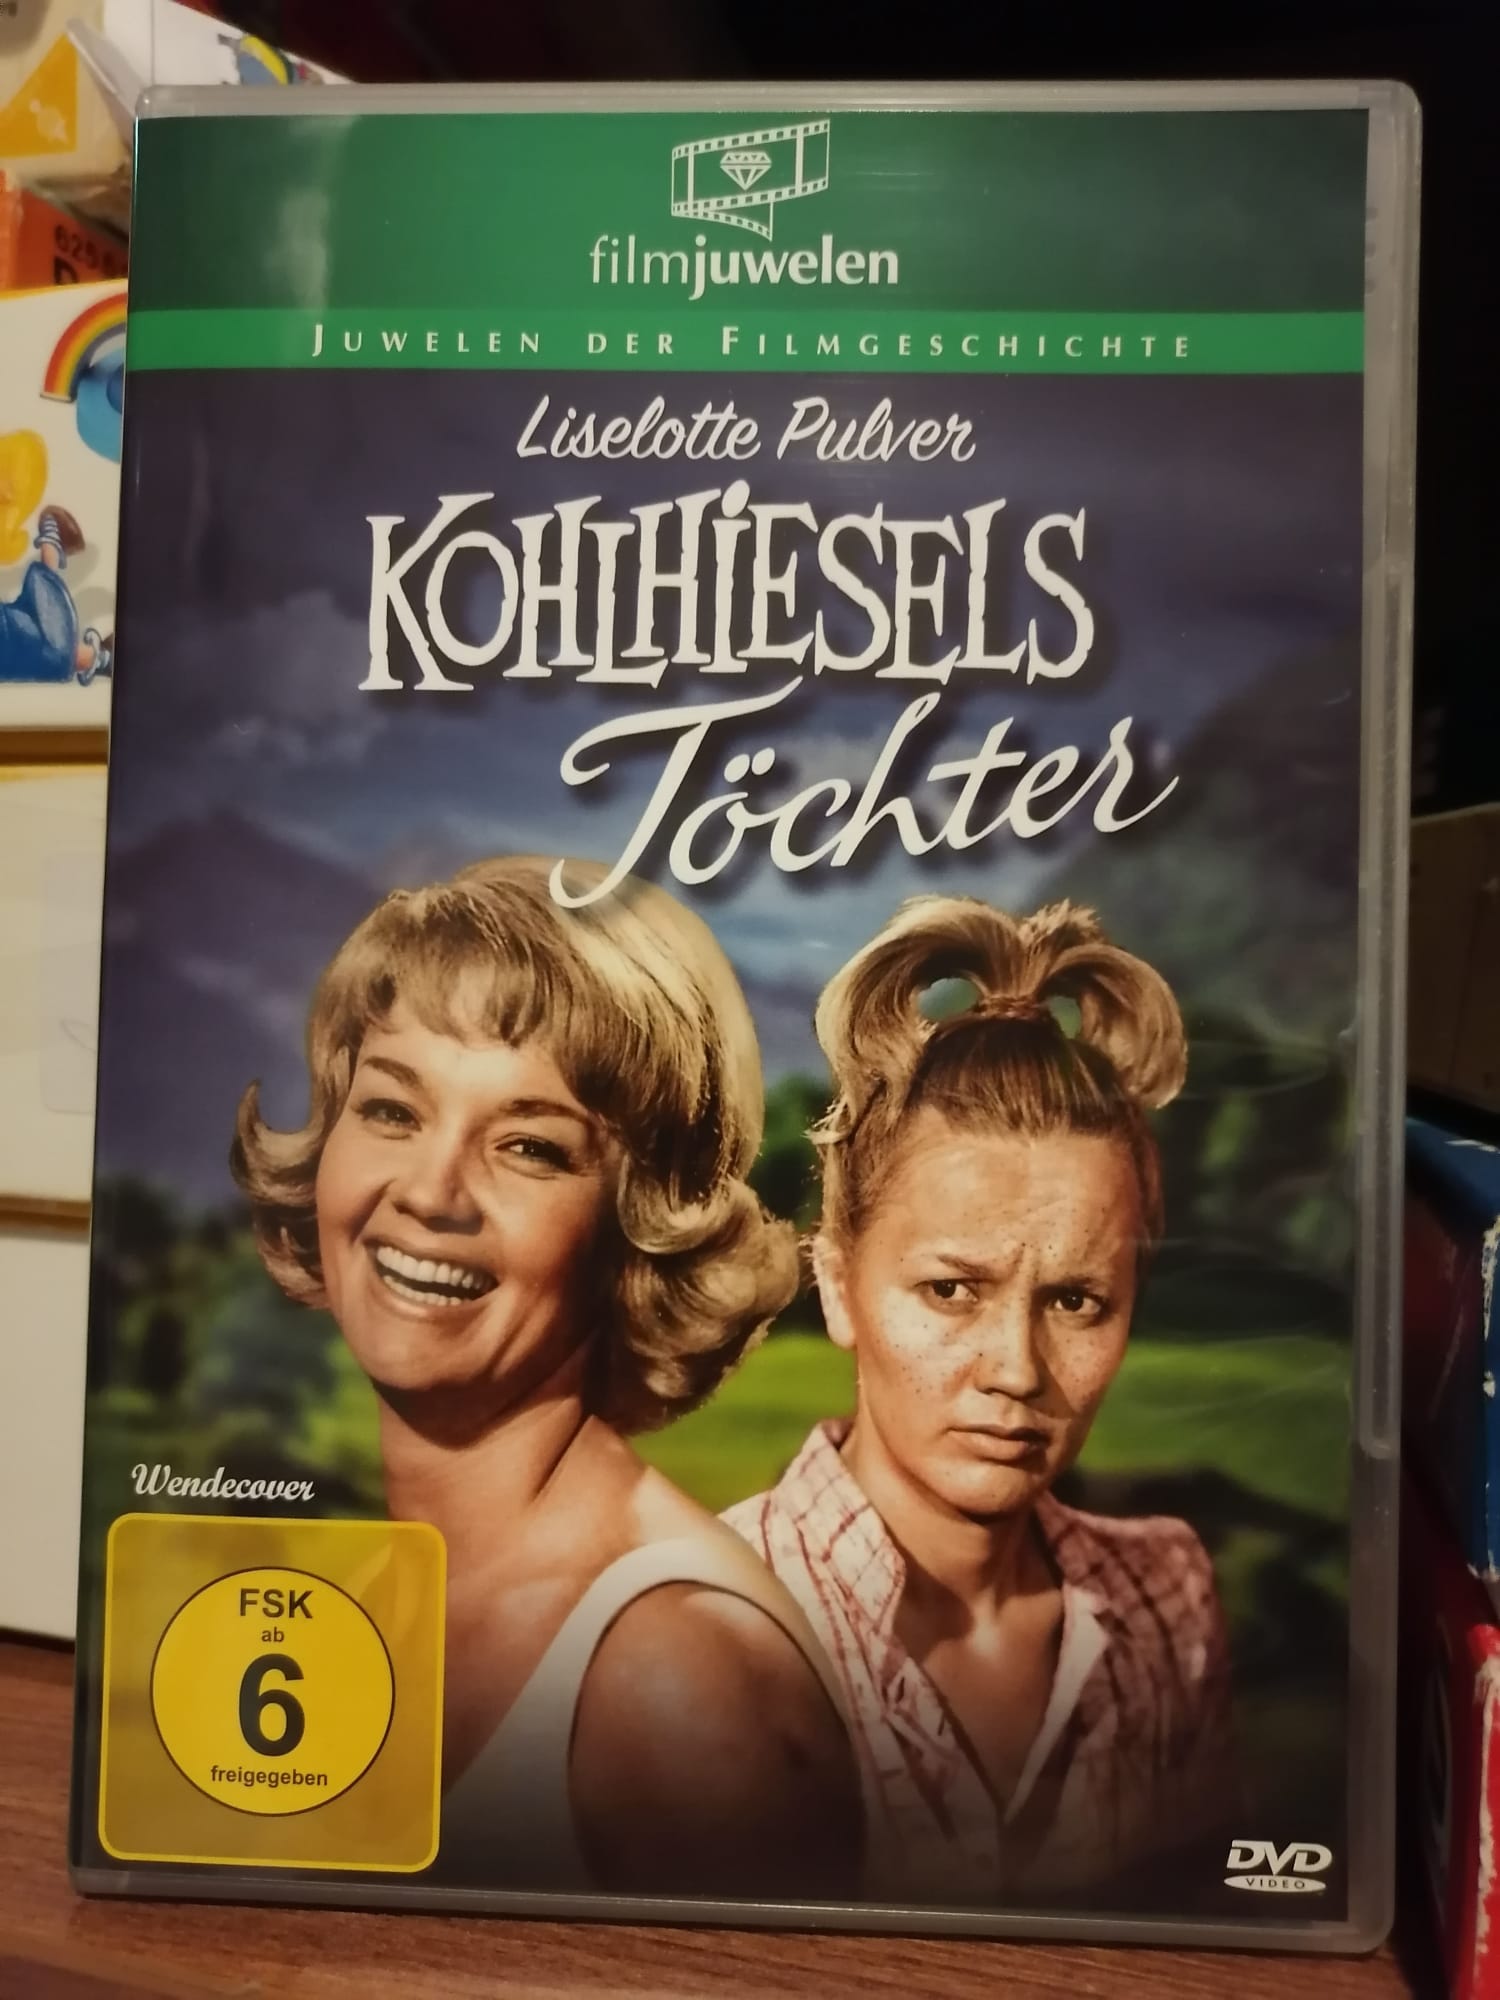 filmjuwelen
JUWELEN DER FILMGESCHICHTE
Liselotte Pulver
KOHLHiESELS
Töchter
Wendecover
FSK
ab
6
freigegeben
DVD
VIDEO